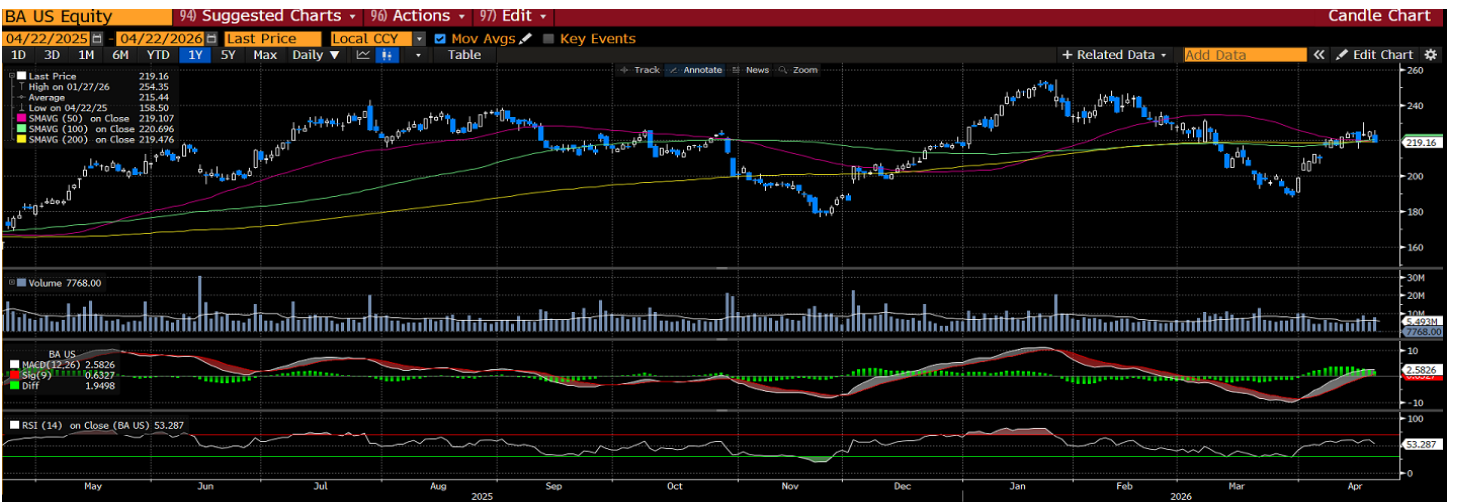 BA US Equity 94) Suggested Charts 96) Actions 97) Edit Candle Chart
04/22/2025 - 04/22/2026 Last Price Local CCY Mov Avgs Key Events
1D 3D 1M 6M YTD 1Y 5Y Max Daily ▼ Table + Related Data Add Data « Edit Chart
Track Annotate News Zoom
Last Price 219.16
High on 01/27/26 254.35
Average 215.44
Low on 04/22/25 158.50
SMAVG (50) on Close 219.107
SMAVG (100) on Close 220.696
SMAVG (200) on Close 219.476
260
240
219.16
200
180
160
Volume 7768.00
30M
20M
10M
5.493M
7768.00
BA US
MACD(12,26) 2.5826
Sig(9) 0.6327
Diff 1.9498
10
2.5826
-10
RSI (14) on Close (BA US) 53.287
100
53.287
0
May Jun Jul Aug Sep Oct Nov Dec Jan Feb Mar Apr
2025 2026